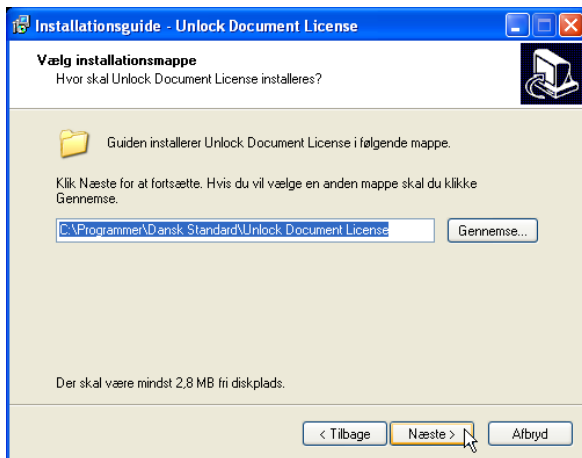 Installationsguide - Unlock Document License
Vælg installationsmappe
Hvor skal Unlock Document License installeres?
Guiden installerer Unlock Document License i følgende mappe.
Klik Næste for at fortsætte. Hvis du vil vælge en anden mappe skal du klikke
Gennemse.
C:\Programmer\Dansk Standard\Unlock Document License
Gennemse...
Der skal være mindst 2,8 MB fri diskplads.
< Tilbage
Næste >
Afbryd